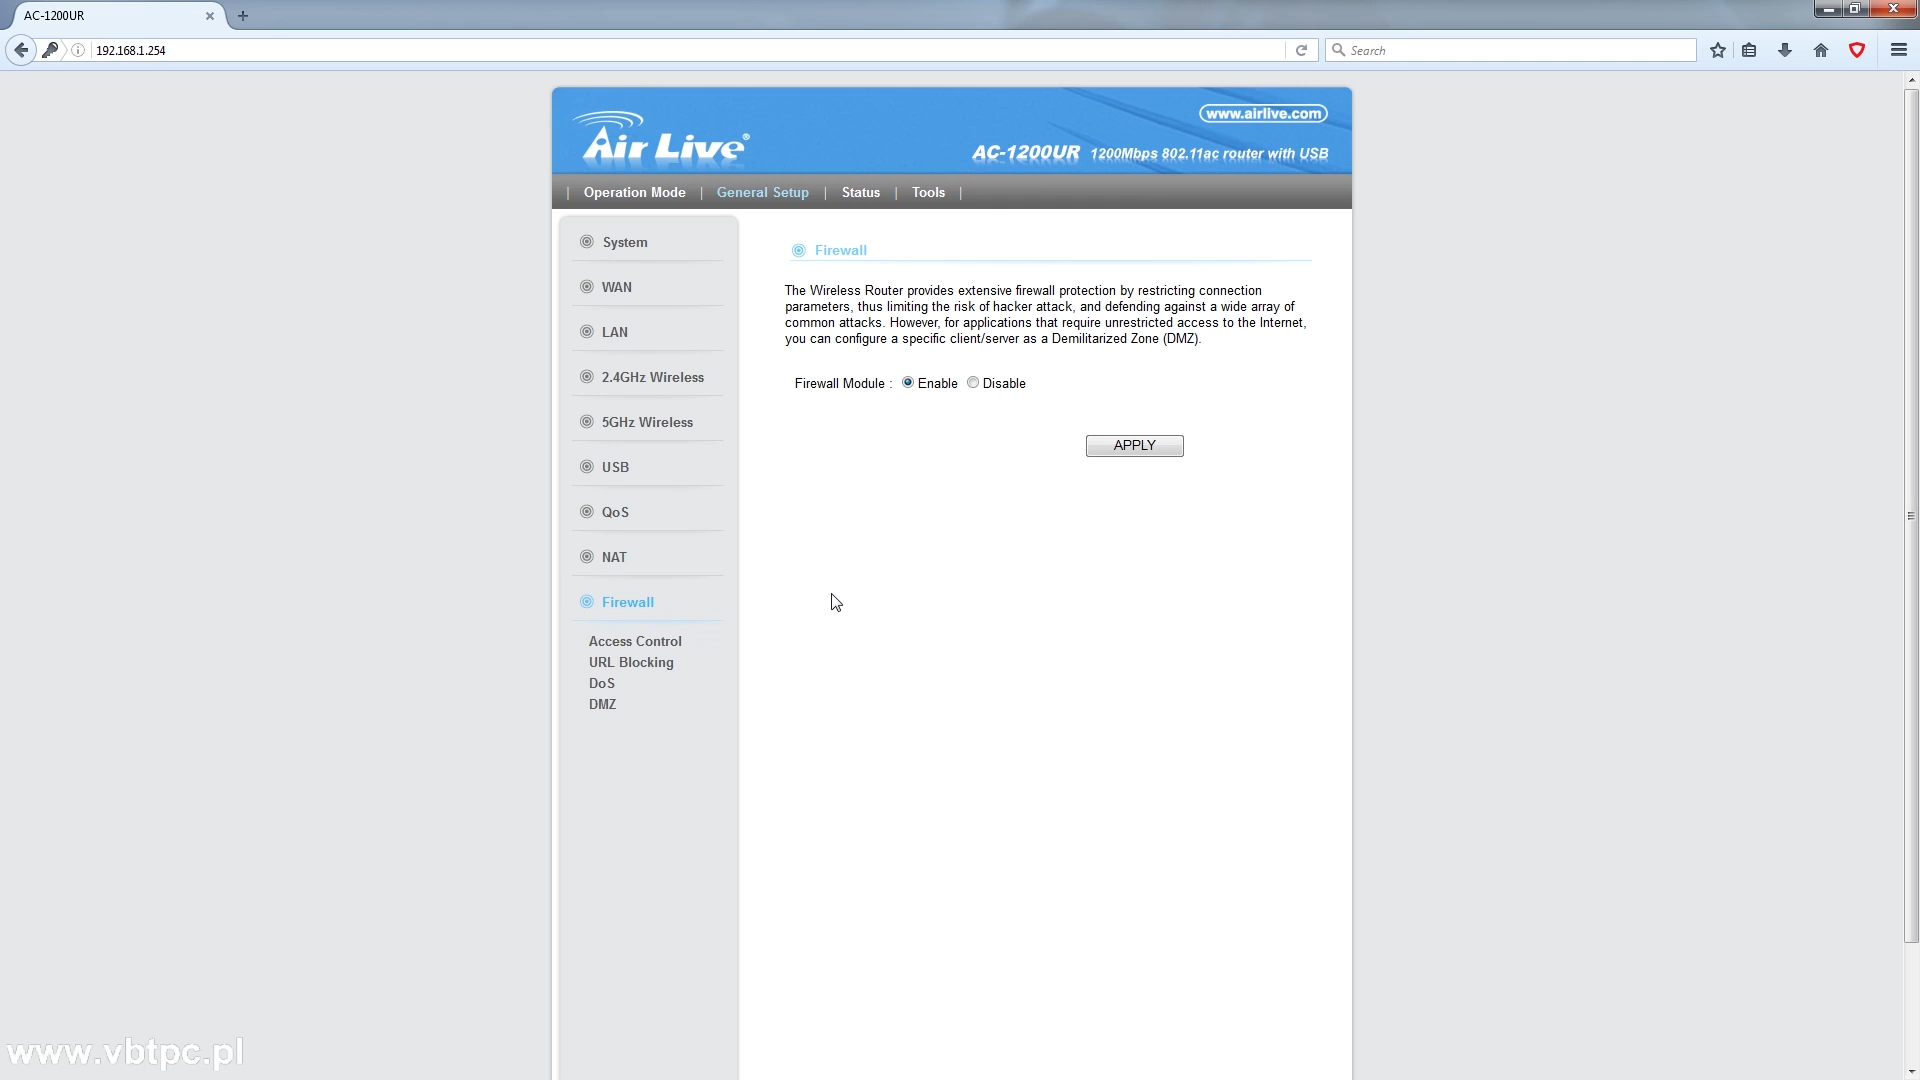 AC-1200UR
192.168.1.254
Search
Air Live®
www.airlive.com
AC-1200UR 1200Mbps 802.11ac router with USB
| Operation Mode | General Setup | Status | Tools |
System
WAN
LAN
2.4GHz Wireless
5GHz Wireless
USB
QoS
NAT
Firewall
Access Control
URL Blocking
DoS
DMZ
Firewall
The Wireless Router provides extensive firewall protection by restricting connection
parameters, thus limiting the risk of hacker attack, and defending against a wide array of
common attacks. However, for applications that require unrestricted access to the Internet,
you can configure a specific client/server as a Demilitarized Zone (DMZ).
Firewall Module : Enable Disable
APPLY
www.vbtpc.pl